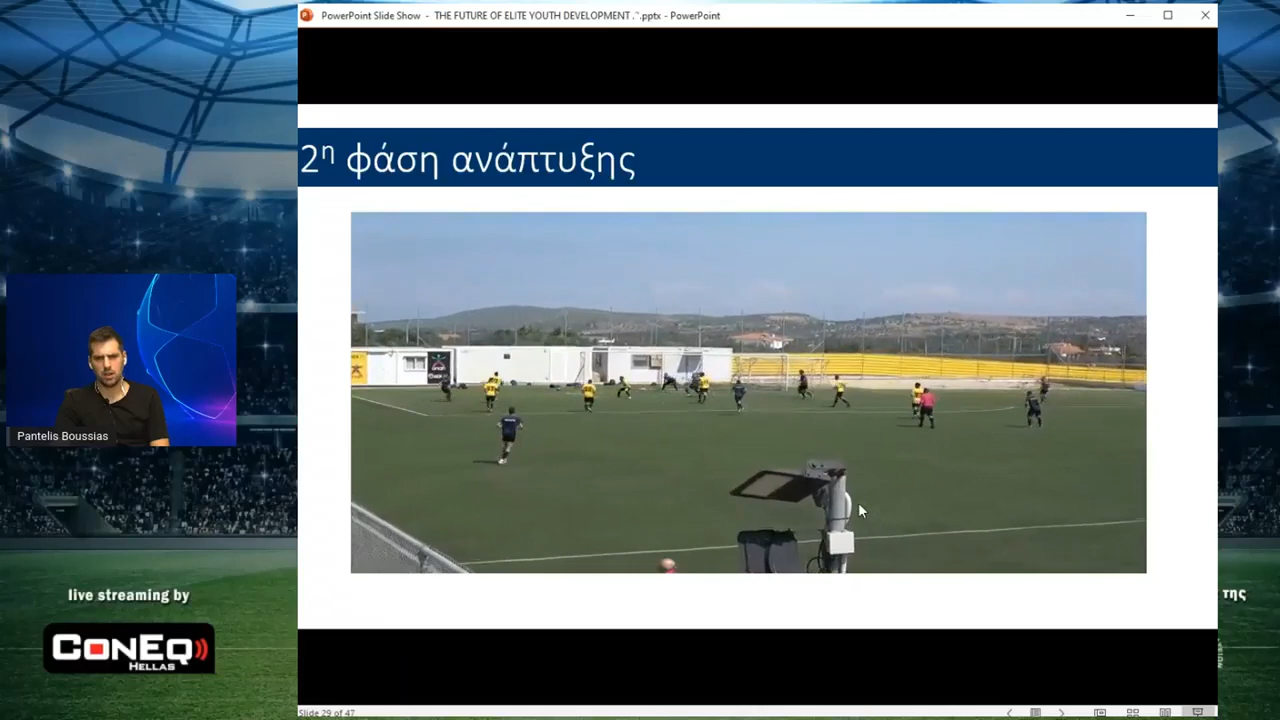 PowerPoint Slide Show - THE FUTURE OF ELITE YOUTH DEVELOPMENT .¨.pptx - PowerPoint
2η φάση ανάπτυξης
Pantelis Boussias
live streaming by
CONEQ
HELLAS
της
Slide 29 of 47